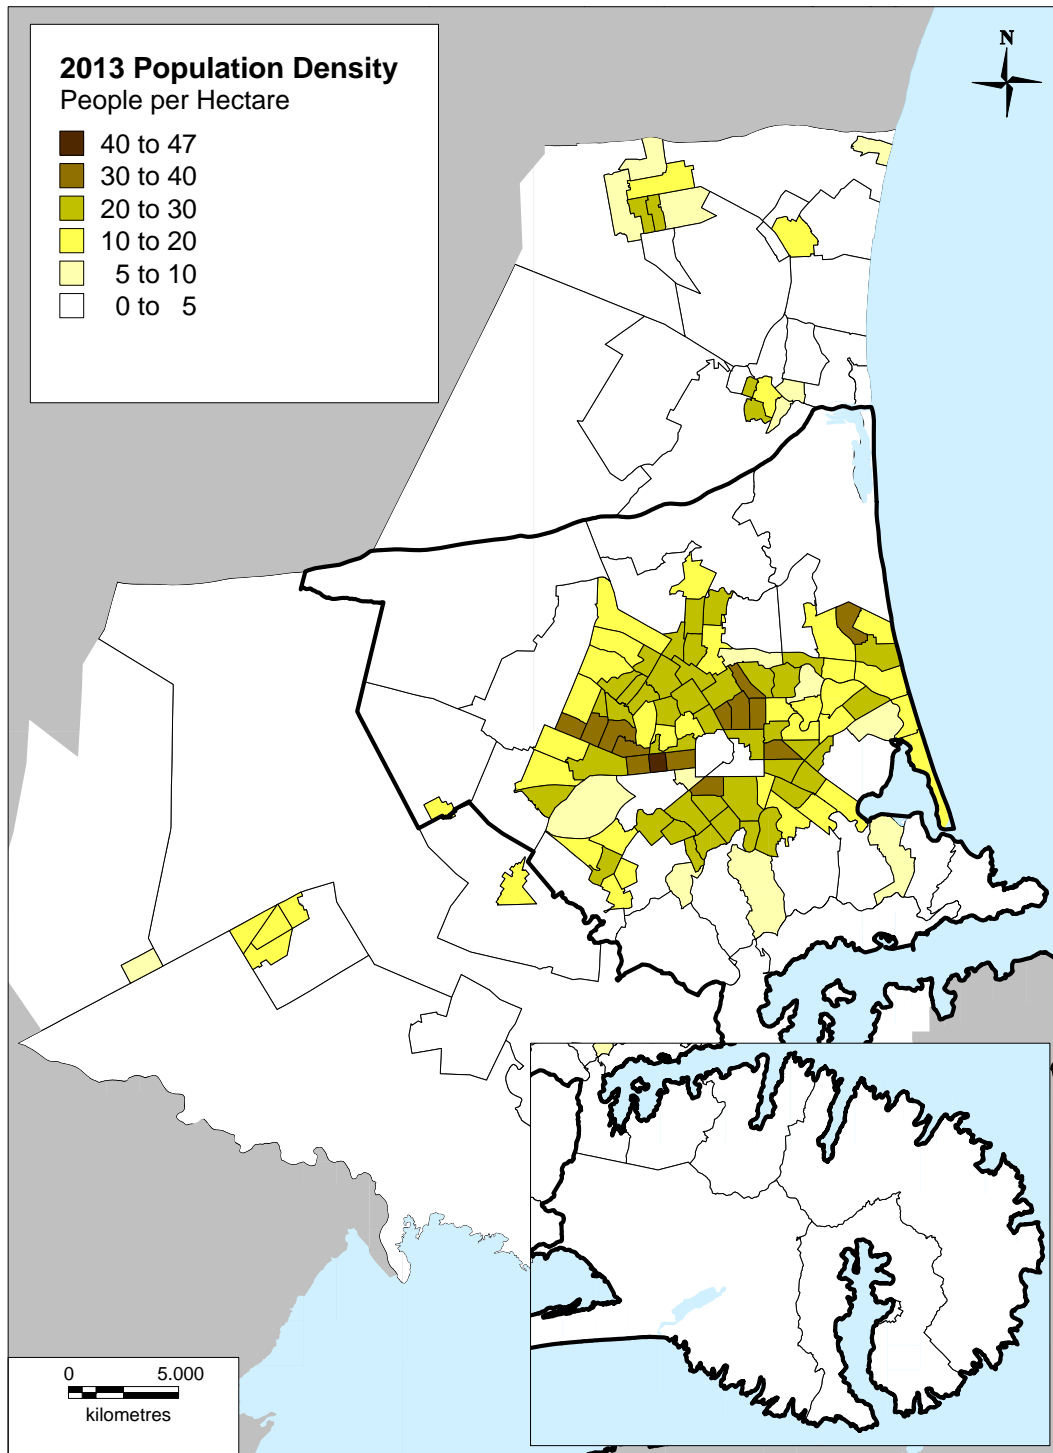 2013 Population Density
People per Hectare
40 to 47
30 to 40
20 to 30
10 to 20
5 to 10
0 to 5
N
0 5.000
kilometres